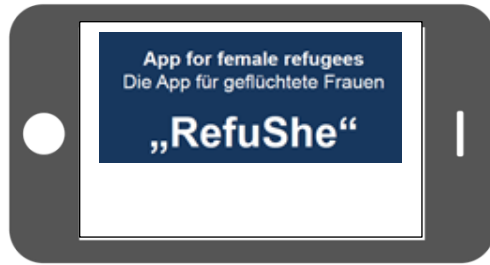 App for female refugees
Die App für geflüchtete Frauen
„RefuShe“